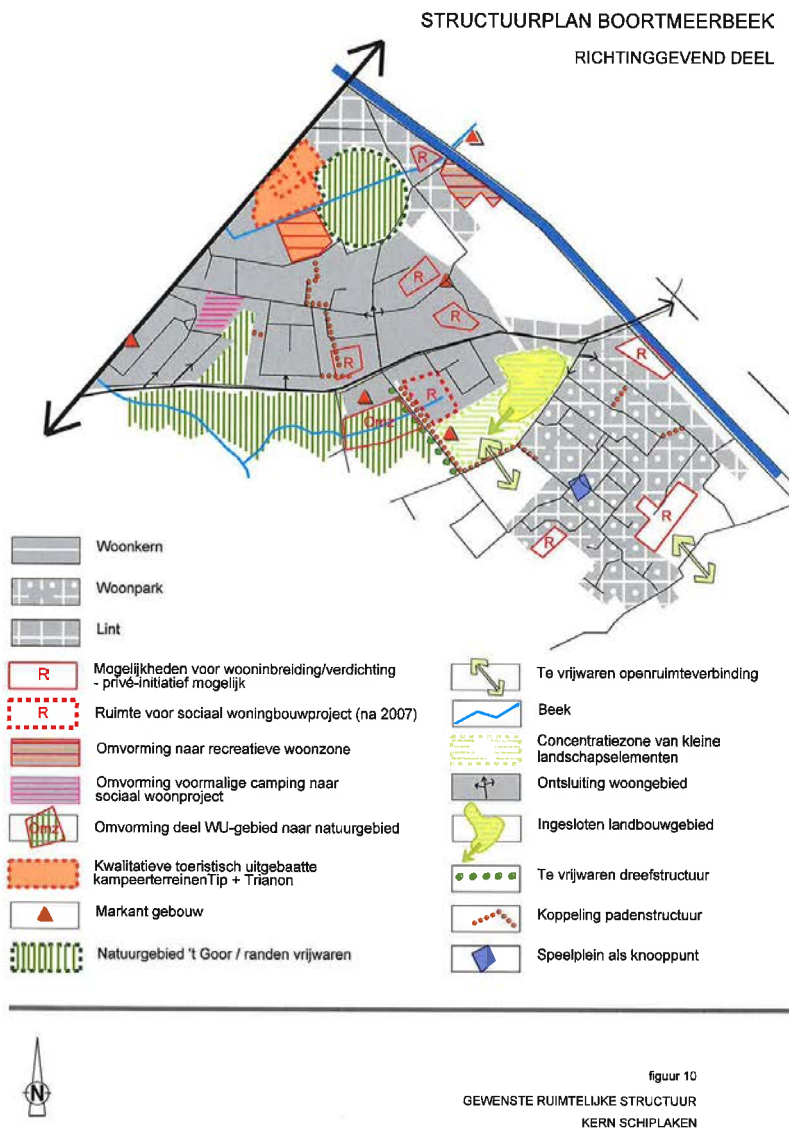 STRUCTUURPLAN BOORTMEERBEEK
RICHTINGGEVEND DEEL
R
R
R
R
R
R
Omz
R
R
R
Woonkern
Woonpark
Lint
R
Mogelijkheden voor wooninbreiding/verdichting
- privé-initiatief mogelijk
R
Ruimte voor sociaal woningbouwproject (na 2007)
Omvorming naar recreatieve woonzone
Omvorming voormalige camping naar
sociaal woonproject
Omz
Omvorming deel WU-gebied naar natuurgebied
Kwalitatieve toeristisch uitgebaatte
kampeerterreinenTip + Trianon
Markant gebouw
Natuurgebied 't Goor / randen vrijwaren
Te vrijwaren openruimteverbinding
Beek
Concentratiezone van kleine
landschapselementen
Ontsluiting woongebied
Ingesloten landbouwgebied
Te vrijwaren dreefstructuur
Koppeling padenstructuur
Speelplein als knooppunt
N
figuur 10
GEWENSTE RUIMTELIJKE STRUCTUUR
KERN SCHIPLAKEN